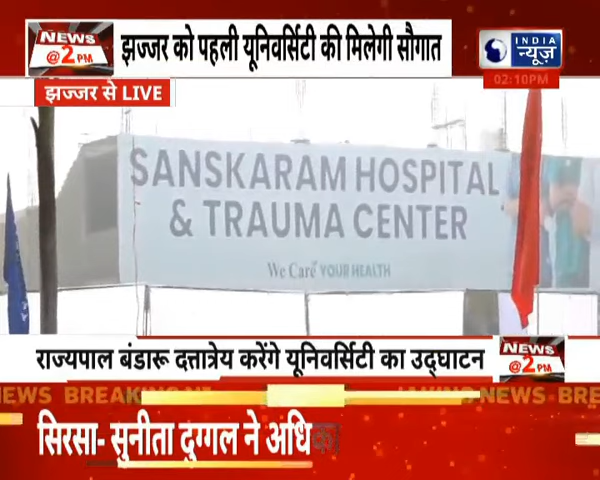 NEWS
@2PM
झज्जर को पहली यूनिवर्सिटी की मिलेगी सौगात
INDIA
न्यूज़
02:10PM
झज्जर से LIVE
SANSKARAM HOSPITAL
& TRAUMA CENTER
We Care YOUR HEALTH
राज्यपाल बंडारू दत्तात्रेय करेंगे यूनिवर्सिटी का उद्घाटन
NEWS
@2PM
NEWS BREAKING NEWS BRE
सिरसा- सुनीता दुग्गल ने अधि